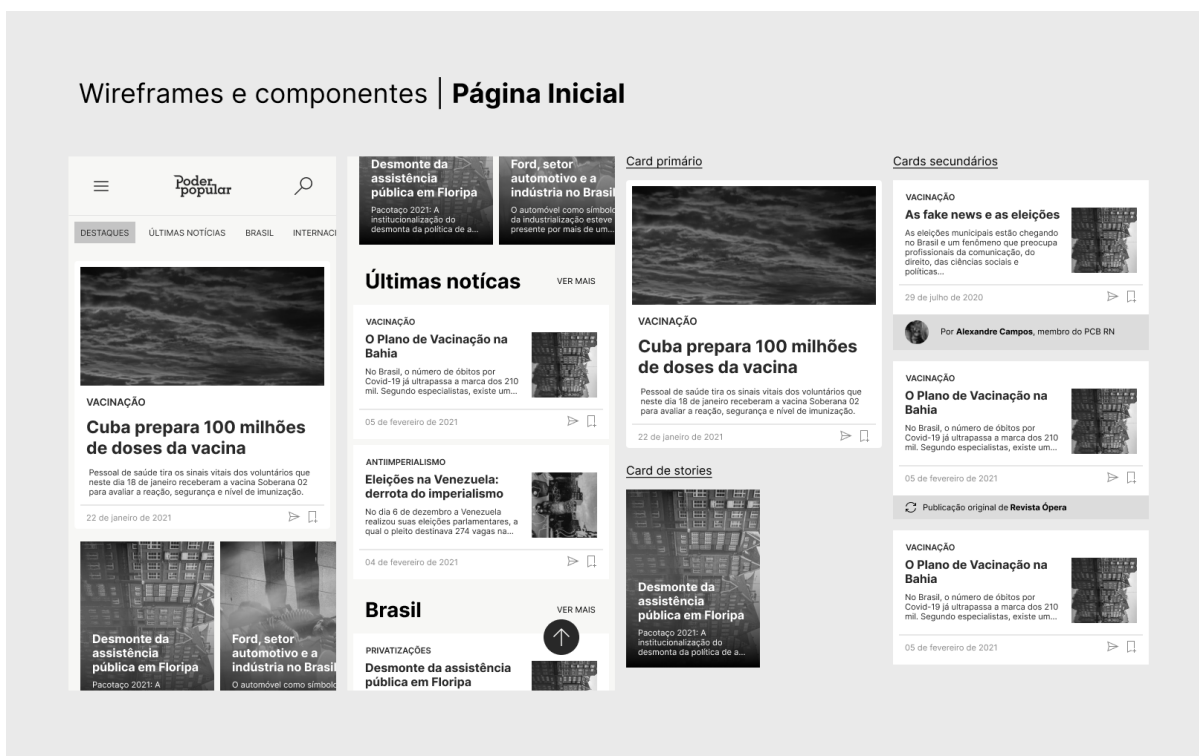 Wireframes e componentes | Página Inicial
Poder
popular
DESTAQUES
ÚLTIMAS NOTÍCIAS
BRASIL
INTERNACI
VACINAÇÃO
Cuba prepara 100 milhões
de doses da vacina
Pessoal de saúde tira os sinais vitais dos voluntários que
neste dia 18 de janeiro receberam a vacina Soberana 02
para avaliar a reação, segurança e nível de imunização.
22 de janeiro de 2021
Desmonte da
assistência
pública em Floripa
Pacotaço 2021: A
Ford, setor
automotivo e a
indústria no Brasil
O automóvel como símbolo
Desmonte da
assistência
pública em Floripa
Pacotaço 2021: A
institucionalização do
desmonta da política de a...
Ford, setor
automotivo e a
indústria no Brasil
O automóvel como símbolo
da industrialização esteve
presente por mais de um...
Últimas notícas
VER MAIS
VACINAÇÃO
O Plano de Vacinação na
Bahia
No Brasil, o número de óbitos por
Covid-19 já ultrapassa a marca dos 210
mil. Segundo especialistas, existe um...
05 de fevereiro de 2021
ANTIIMPERIALISMO
Eleições na Venezuela:
derrota do imperialismo
No dia 6 de dezembro a Venezuela
realizou suas eleições parlamentares, a
qual o pleito destinava 274 vagas na...
04 de fevereiro de 2021
Brasil
VER MAIS
PRIVATIZAÇÕES
Desmonte da assistência
pública em Floripa
Card primário
VACINAÇÃO
Cuba prepara 100 milhões
de doses da vacina
Pessoal de saúde tira os sinais vitais dos voluntários que
neste dia 18 de janeiro receberam a vacina Soberana 02
para avaliar a reação, segurança e nível de imunização.
22 de janeiro de 2021
Card de stories
Desmonte da
assistência
pública em Floripa
Pacotaço 2021: A
institucionalização do
desmonta da política de a...
Cards secundários
VACINAÇÃO
As fake news e as eleições
As eleições municipais estão chegando
no Brasil e um fenômeno que preocupa
profissionais da comunicação, do
direito, das ciências sociais e
políticas...
29 de julho de 2020
Por Alexandre Campos, membro do PCB RN
VACINAÇÃO
O Plano de Vacinação na
Bahia
No Brasil, o número de óbitos por
Covid-19 já ultrapassa a marca dos 210
mil. Segundo especialistas, existe um...
05 de fevereiro de 2021
Publicação original de Revista Ópera
VACINAÇÃO
O Plano de Vacinação na
Bahia
No Brasil, o número de óbitos por
Covid-19 já ultrapassa a marca dos 210
mil. Segundo especialistas, existe um...
05 de fevereiro de 2021